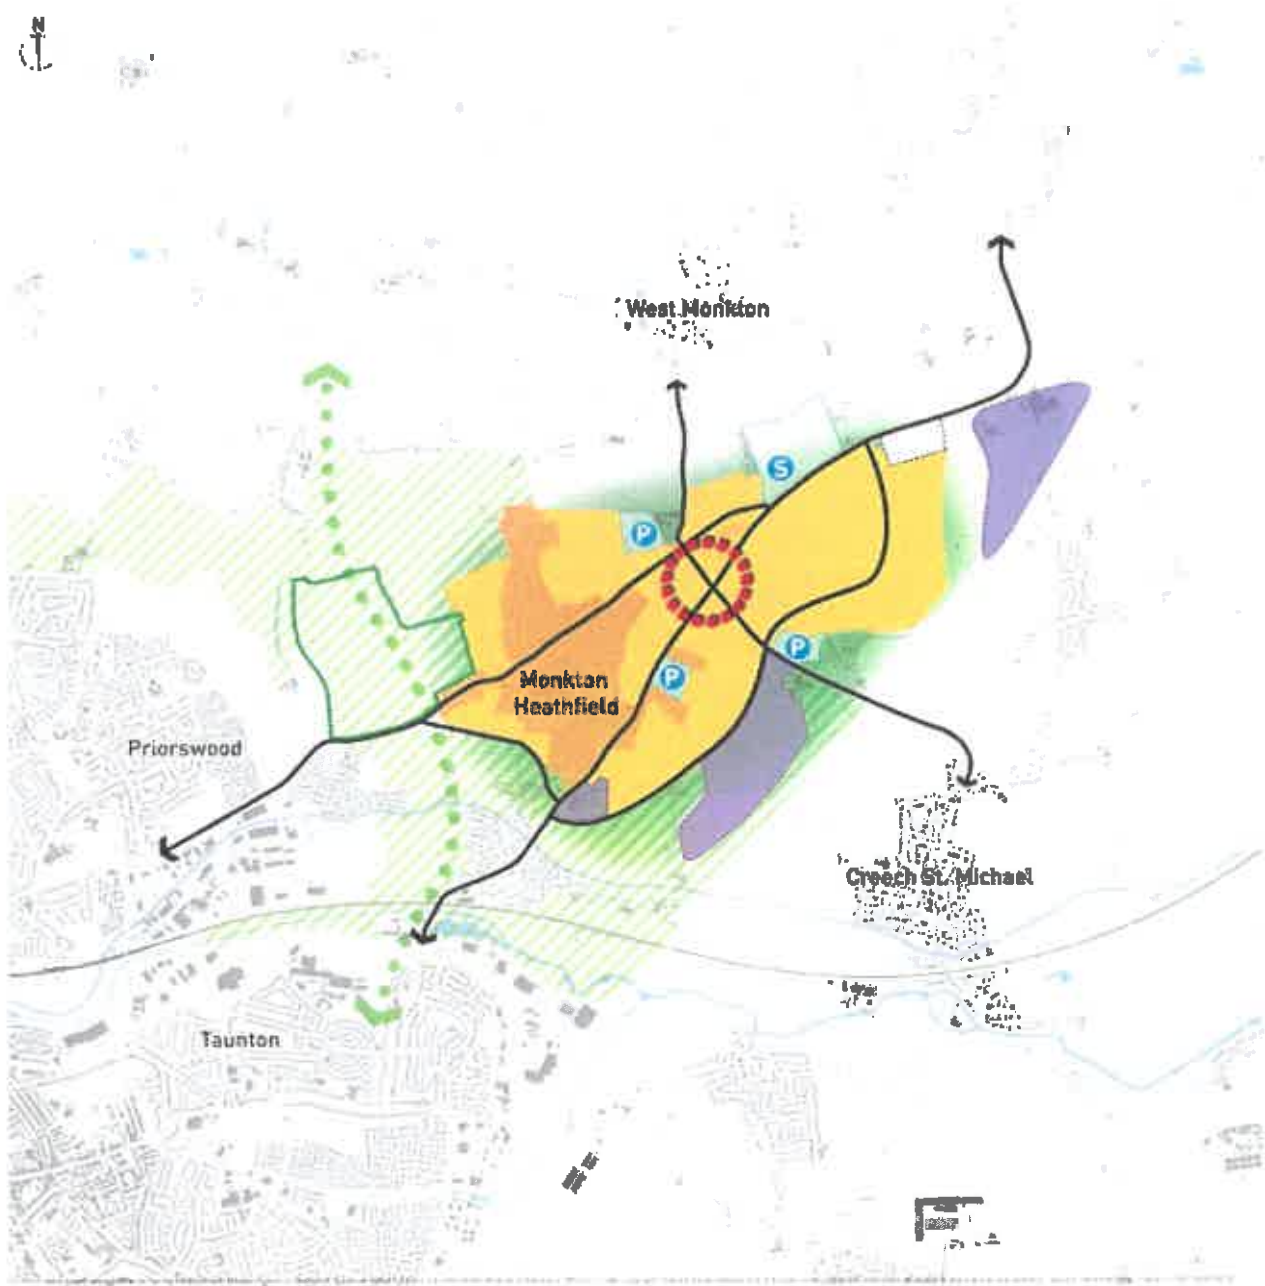 N
West Monkton
S
P
P
P
Monkton
Heathfield
Priorswood
Creech St. Michael
Taunton